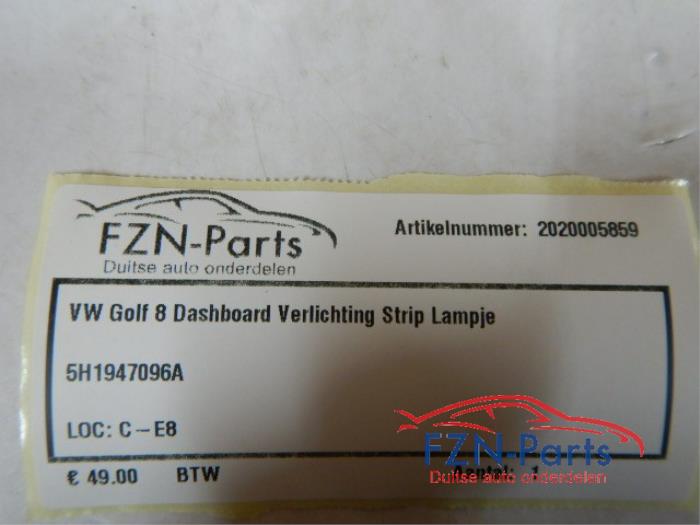 FZN-Parts
Duitse auto onderdelen
Artikelnummer: 2020005859
VW Golf 8 Dashboard Verlichting Strip Lampje
5H1947096A
LOC: C-E8
€ 49.00 BTW
Aantal: 1
FZN-Parts
Duitse auto onderdelen